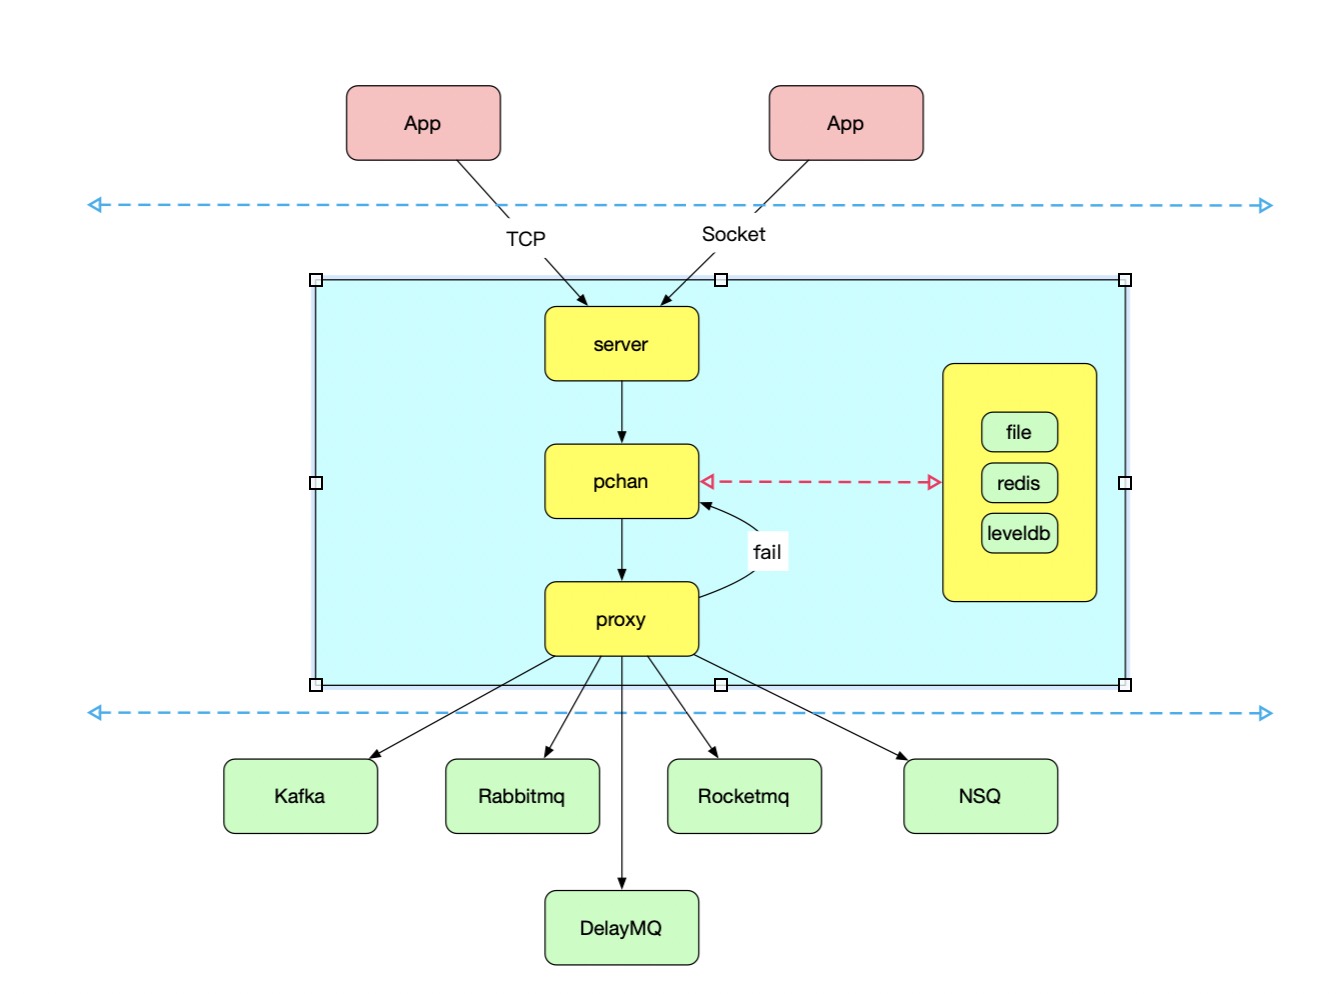 App
App
TCP
Socket
server
pchan
file
redis
leveldb
fail
proxy
Kafka
Rabbitmq
Rocketmq
NSQ
DelayMQ